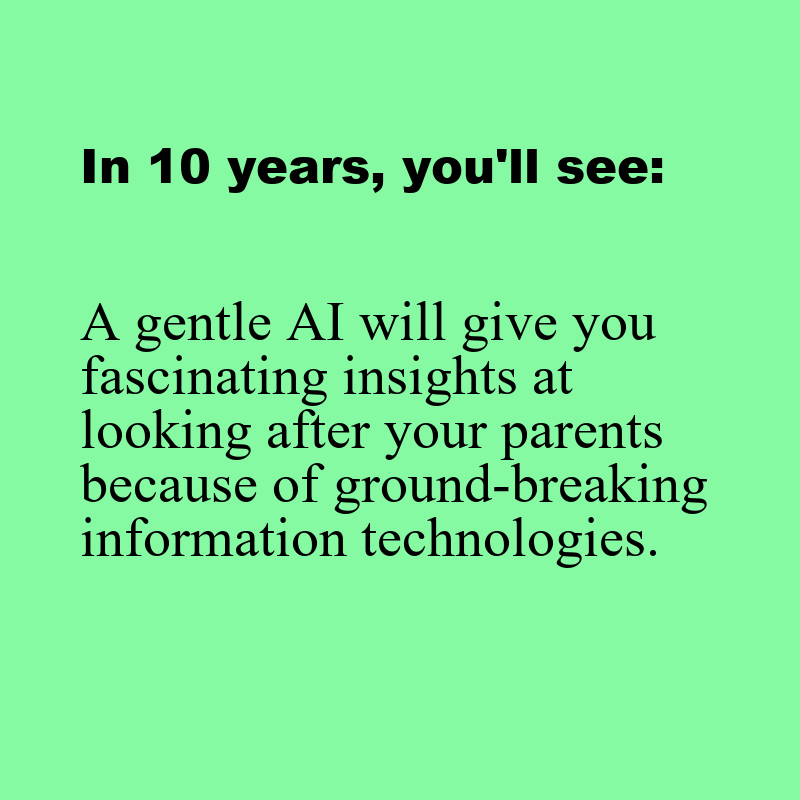 In 10 years, you'll see:
A gentle AI will give you
fascinating insights at
looking after your parents
because of ground-breaking
information technologies.